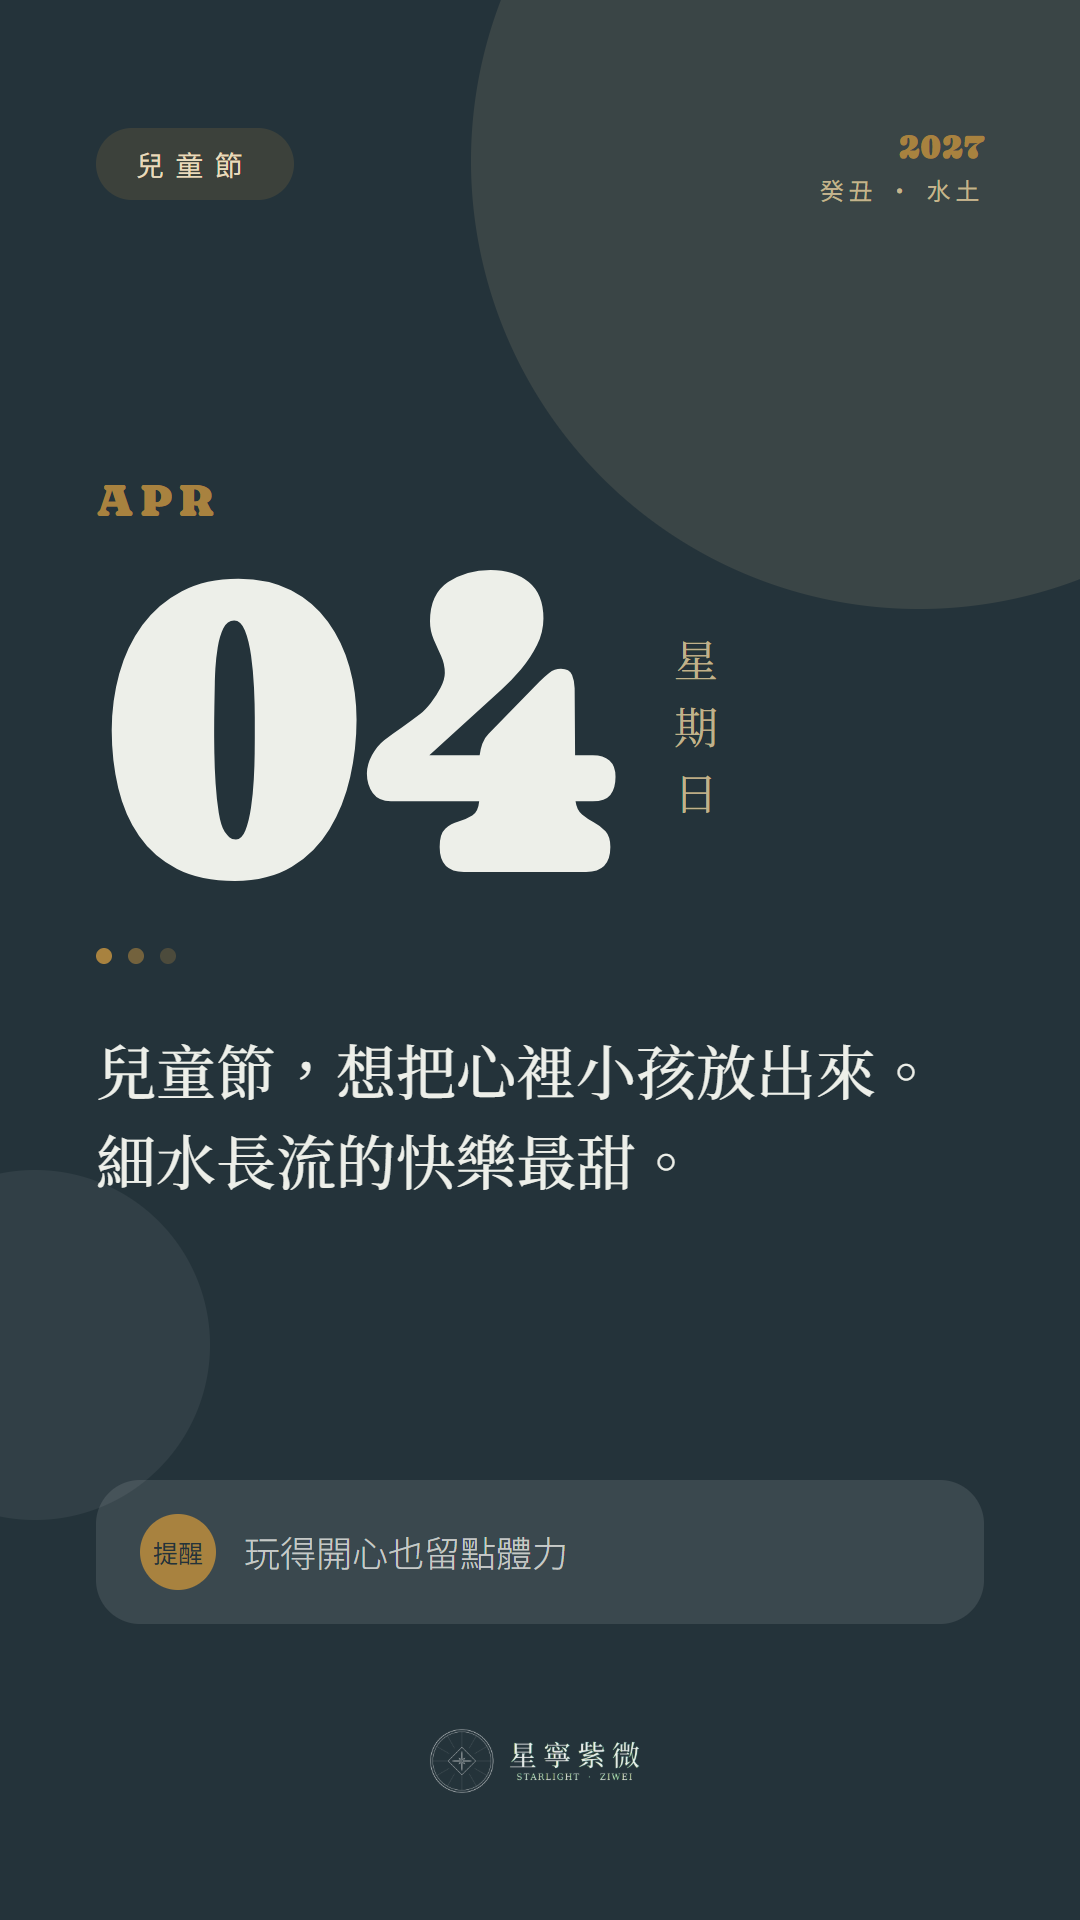 兒童節
2027
癸丑 · 水土
APR
04
星期日
兒童節，想把心裡小孩放出來。
細水長流的快樂最甜。
提醒
玩得開心也留點體力
星寧紫微
STARLIGHT · ZIWEI